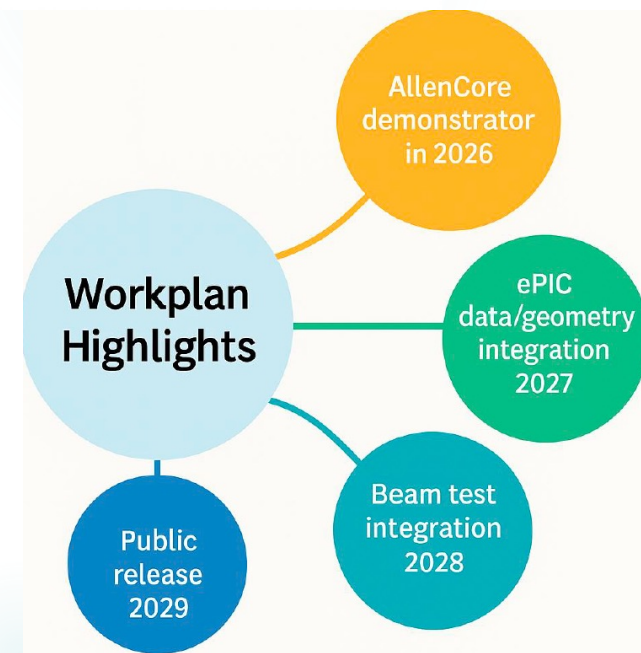 Workplan
Highlights
AllenCore
demonstrator
in 2026
ePIC
data/geometry
integration
2027
Beam test
integration
2028
Public
release
2029